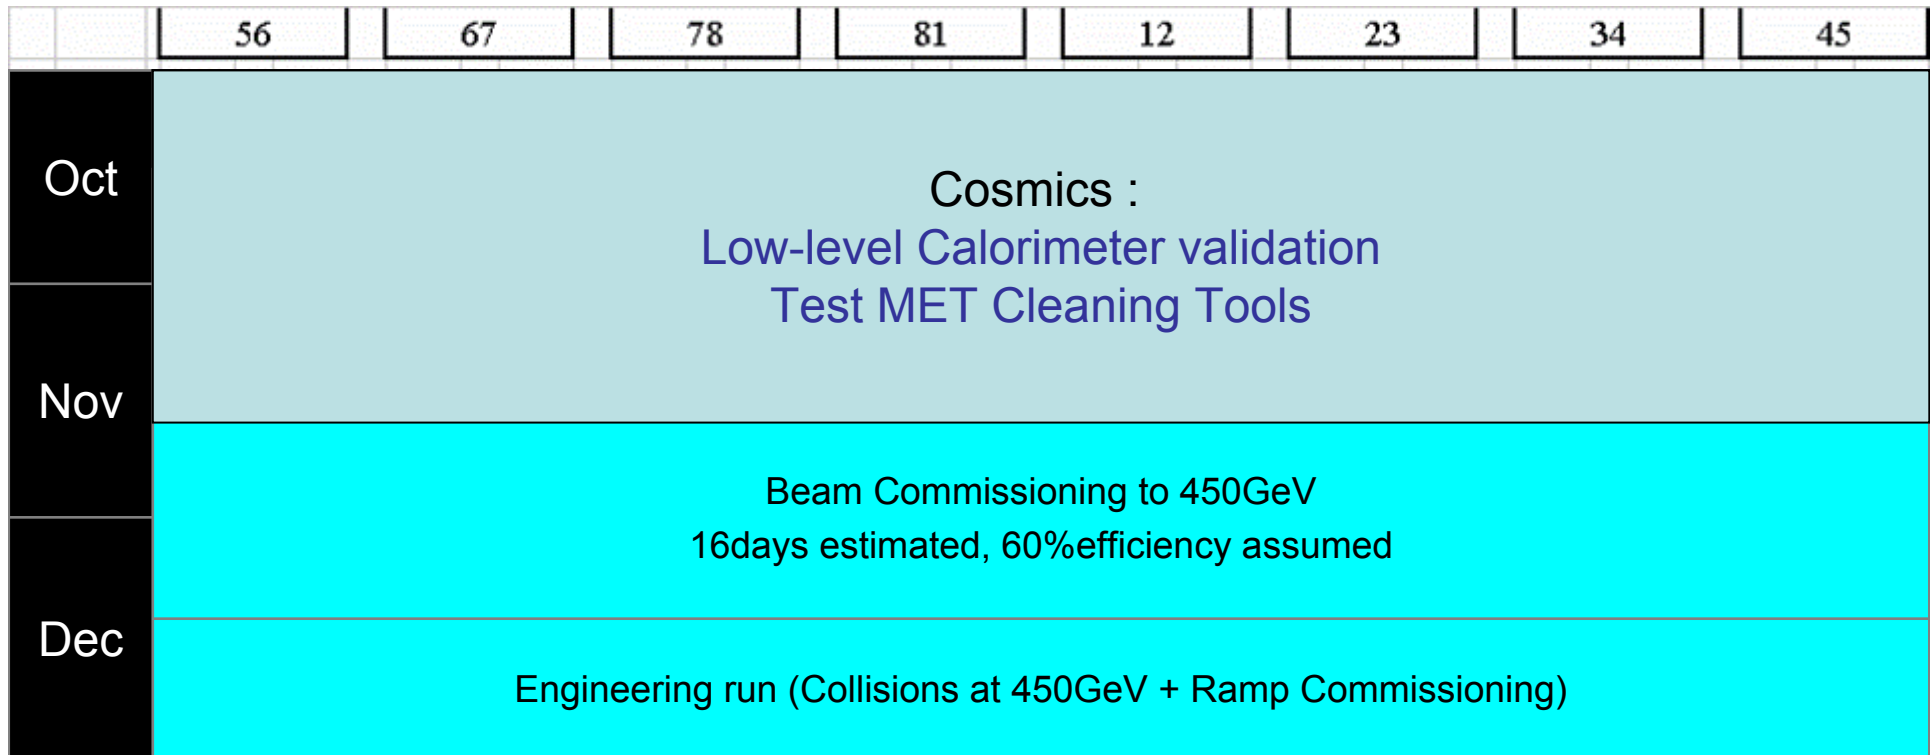 56 67 78 81 12 23 34 45
Oct
Cosmics :
Low-level Calorimeter validation
Test MET Cleaning Tools
Nov
Beam Commissioning to 450GeV
16days estimated, 60%efficiency assumed
Dec
Engineering run (Collisions at 450GeV + Ramp Commissioning)